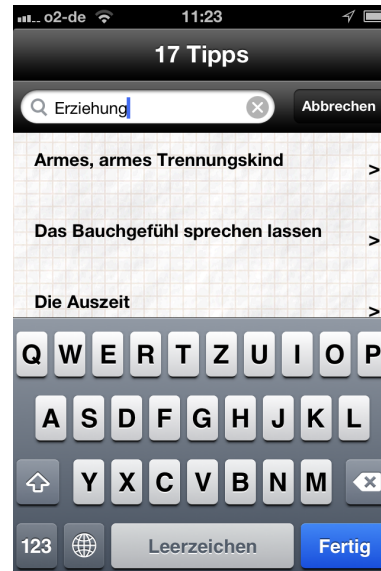 o2-de 11:23
17 Tipps
Erziehung Abbrechen
Armes, armes Trennungskind >
Das Bauchgefühl sprechen lassen >
Die Auszeit >
Q W E R T Z U I O P
A S D F G H J K L
Y X C V B N M
123 Leerzeichen Fertig